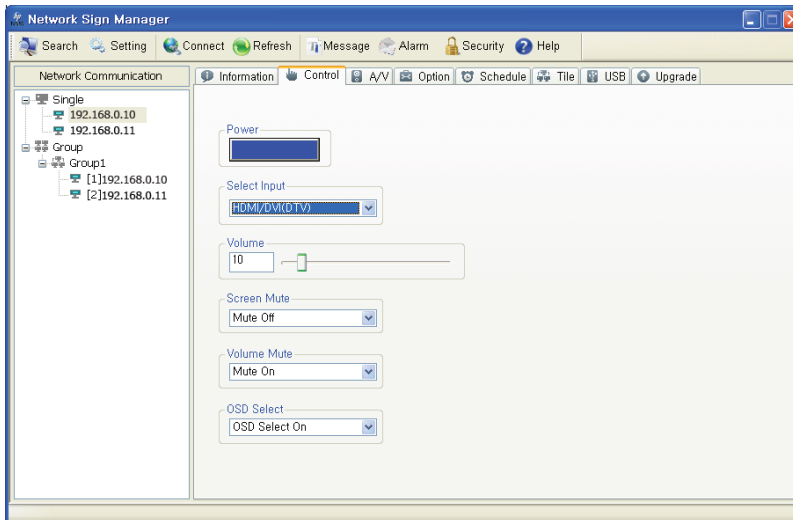 Network Sign Manager
Search Setting Connect Refresh Message Alarm Security Help
Network Communication
Information Control A/V Option Schedule Tile USB Upgrade
Single
192.168.0.10
192.168.0.11
Group
Group1
[1]192.168.0.10
[2]192.168.0.11
Power
Select Input
HDMI/DVI(DTV)
Volume
10
Screen Mute
Mute Off
Volume Mute
Mute On
OSD Select
OSD Select On